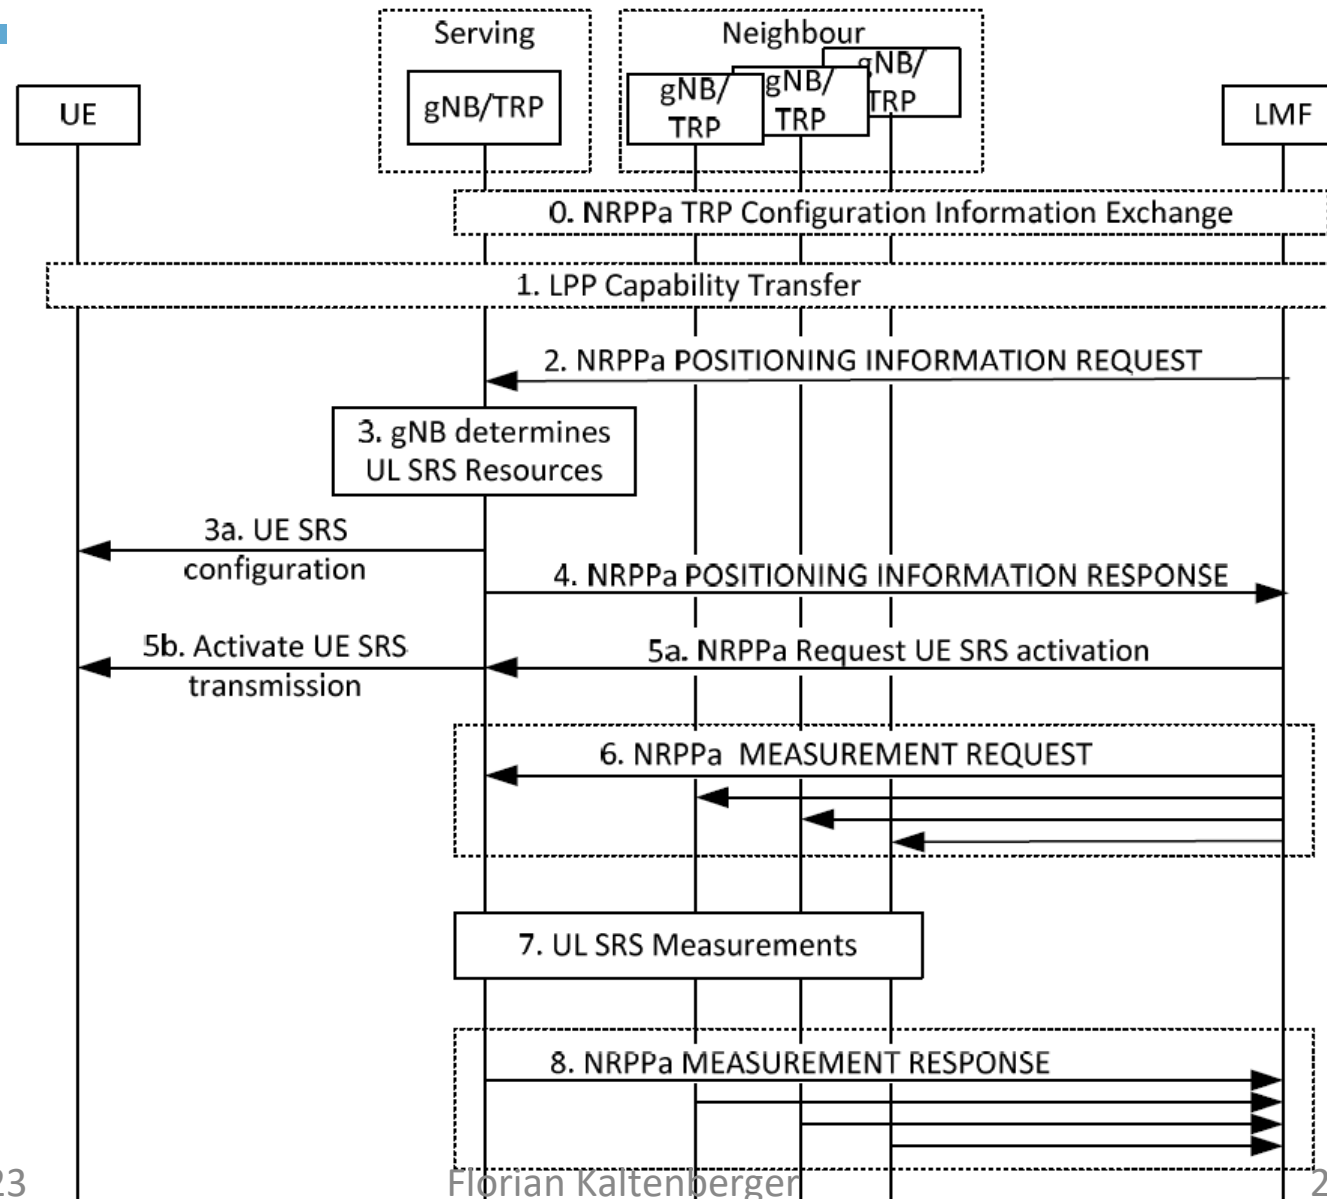 Serving
Neighbour
UE
gNB/TRP
gNB/
TRP
gNB/
TRP
gNB/
TRP
LMF
0. NRPPa TRP Configuration Information Exchange
1. LPP Capability Transfer
2. NRPPa POSITIONING INFORMATION REQUEST
3. gNB determines
UL SRS Resources
3a. UE SRS
configuration
4. NRPPa POSITIONING INFORMATION RESPONSE
5b. Activate UE SRS
transmission
5a. NRPPa Request UE SRS activation
6. NRPPa MEASUREMENT REQUEST
7. UL SRS Measurements
8. NRPPa MEASUREMENT RESPONSE
23
Florian Kaltenberger
2